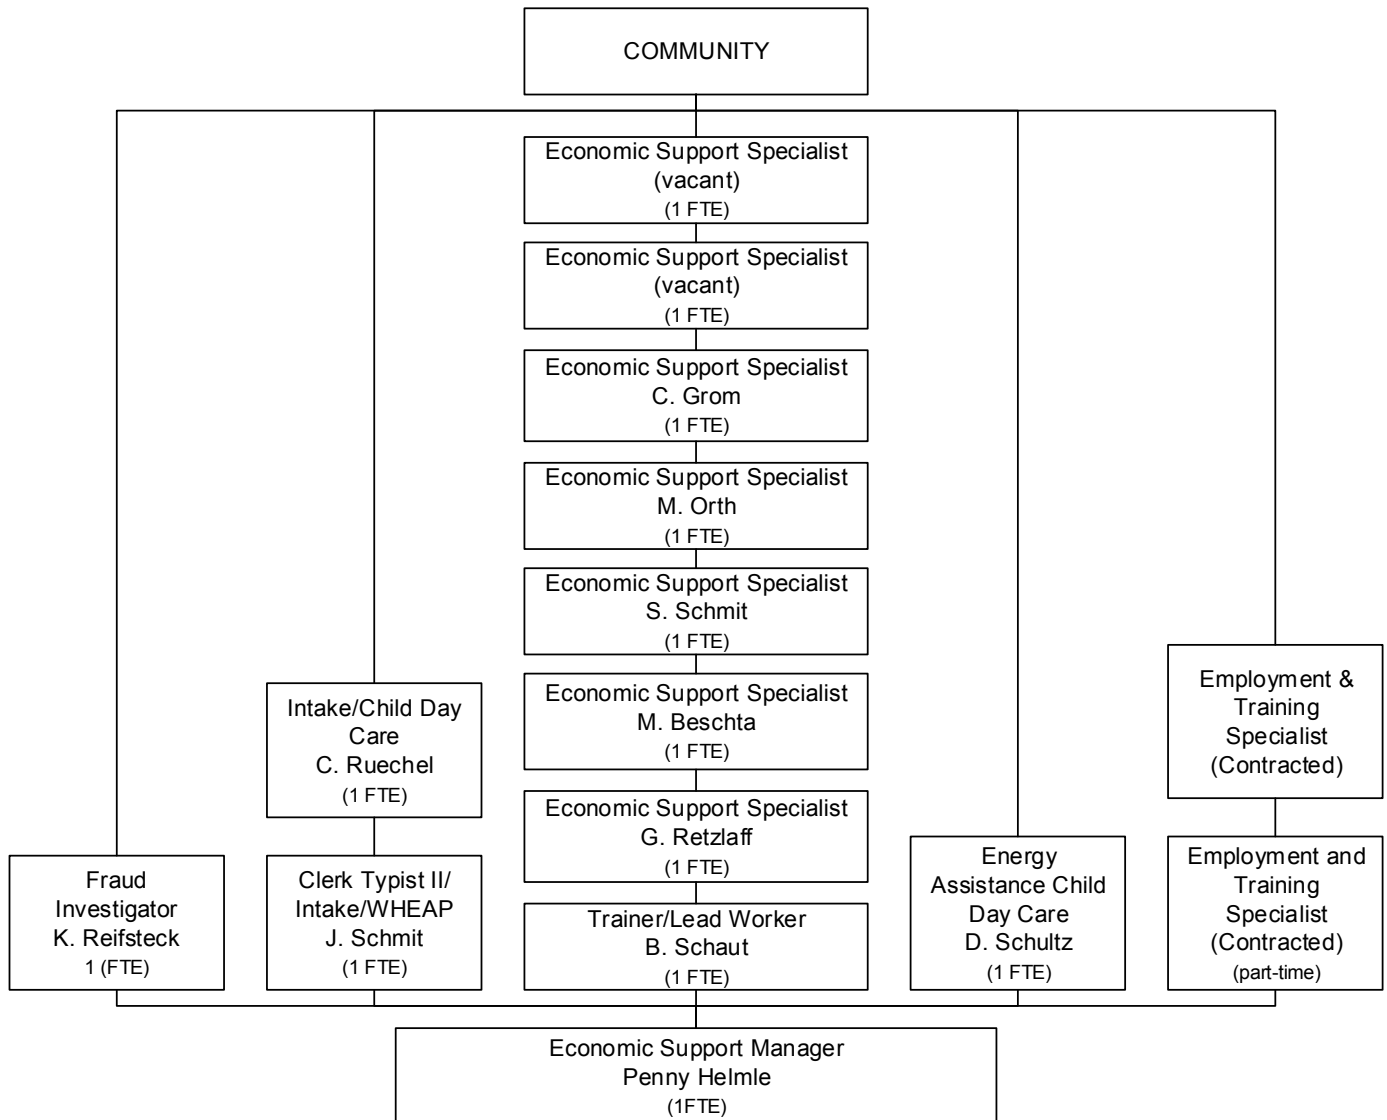 COMMUNITY
Economic Support Specialist
(vacant)
(1 FTE)
Economic Support Specialist
(vacant)
(1 FTE)
Economic Support Specialist
C. Grom
(1 FTE)
Economic Support Specialist
M. Orth
(1 FTE)
Economic Support Specialist
S. Schmit
(1 FTE)
Economic Support Specialist
M. Beschta
(1 FTE)
Economic Support Specialist
G. Retzlaff
(1 FTE)
Trainer/Lead Worker
B. Schaut
(1 FTE)
Intake/Child Day
Care
C. Ruechel
(1 FTE)
Clerk Typist II/
Intake/WHEAP
J. Schmit
(1 FTE)
Fraud
Investigator
K. Reifsteck
1 (FTE)
Energy
Assistance Child
Day Care
D. Schultz
(1 FTE)
Employment &
Training
Specialist
(Contracted)
Employment and
Training
Specialist
(Contracted)
(part-time)
Economic Support Manager
Penny Helmle
(1FTE)